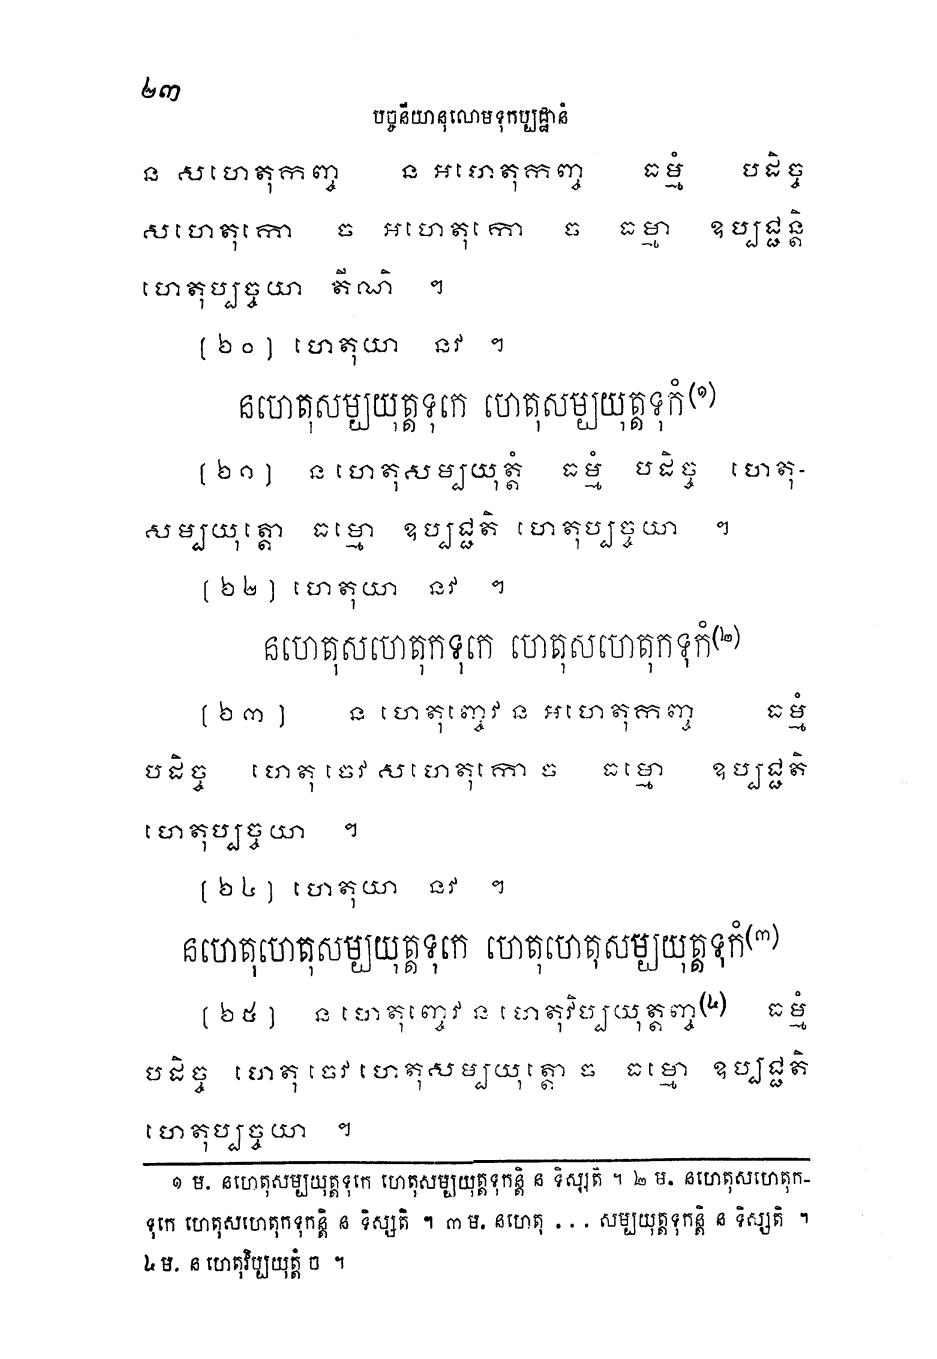 ២៣
បច្ចនីយានុលោមទុកប្បដ្ឋានំ
ន សហេតុកញ្ច ន អហេតុកញ្ច ធម្មំ បដិច្ច
សហេតុកោ ច អហេតុកោ ច ធម្មា ឧប្បជ្ជន្តិ
ហេតុប្បច្ចយា តីណិ ។
[២០] ហេតុយា នវ ។
នហេតុសម្បយុត្តទុកេ ហេតុសម្បយុត្តទុកំ(១)
[២១] ន ហេតុសម្បយុត្តំ ធម្មំ បដិច្ច ហេតុ-
សម្បយុត្តោ ធម្មោ ឧប្បជ្ជតិ ហេតុប្បច្ចយា ។
[២២] ហេតុយា នវ ។
នហេតុសហេតុកទុកេ ហេតុសហេតុកទុកំ(២)
[២៣] ន ហេតុញ្ចេវ ន អហេតុកញ្ច ធម្មំ
បដិច្ច ហេតុ ចេវ សហេតុកោ ច ធម្មោ ឧប្បជ្ជតិ
ហេតុប្បច្ចយា ។
[២៤] ហេតុយា នវ ។
នហេតុហេតុសម្បយុត្តទុកេ ហេតុហេតុសម្បយុត្តទុកំ(៣)
[២៥] ន ហេតុញ្ចេវ ន ហេតុវិប្បយុត្តញ្ច(៤) ធម្មំ
បដិច្ច ហេតុ ចេវ ហេតុសម្បយុត្តោ ច ធម្មោ ឧប្បជ្ជតិ
ហេតុប្បច្ចយា ។
១ ម. នហេតុសម្បយុត្តទុកេ ហេតុសម្បយុត្តទុកន្តិ ន ទិស្សតិ ។ ២ ម. នហេតុសហេតុក-
ទុកេ ហេតុសហេតុកទុកន្តិ ន ទិស្សតិ ។ ៣ ម. នហេតុ ... សម្បយុត្តទុកន្តិ ន ទិស្សតិ ។
៤ ម. ន ហេតុវិប្បយុត្តំ ច ។